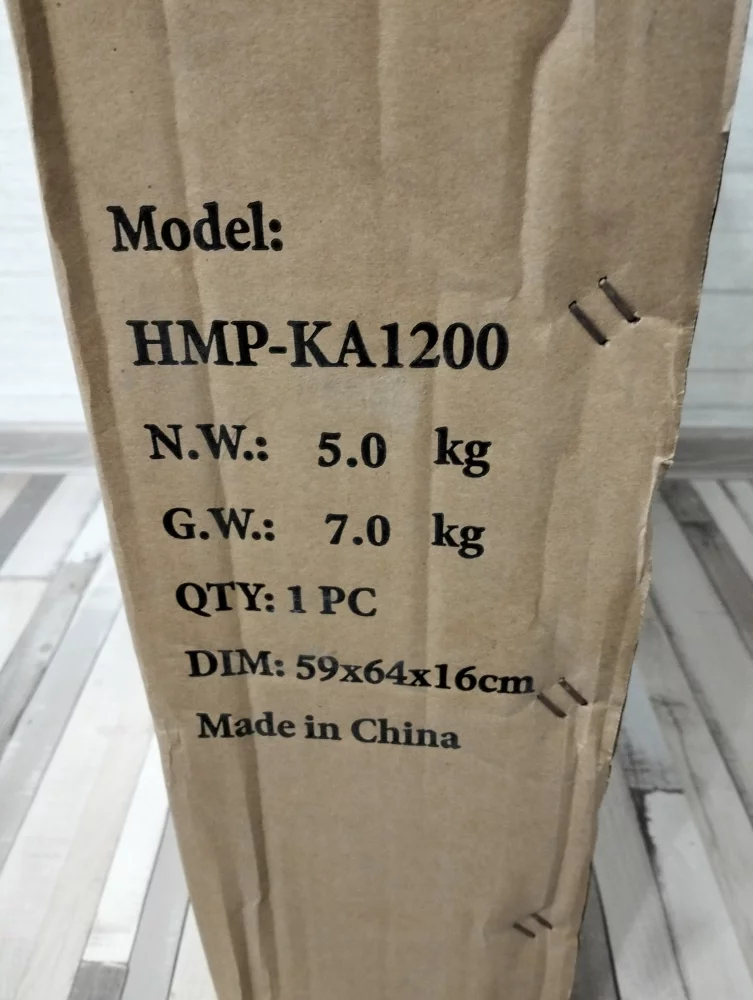 Model:
HMP-KA1200
N.W.: 5.0 kg
G.W.: 7.0 kg
QTY: 1 PC
DIM: 59x64x16cm
Made in China